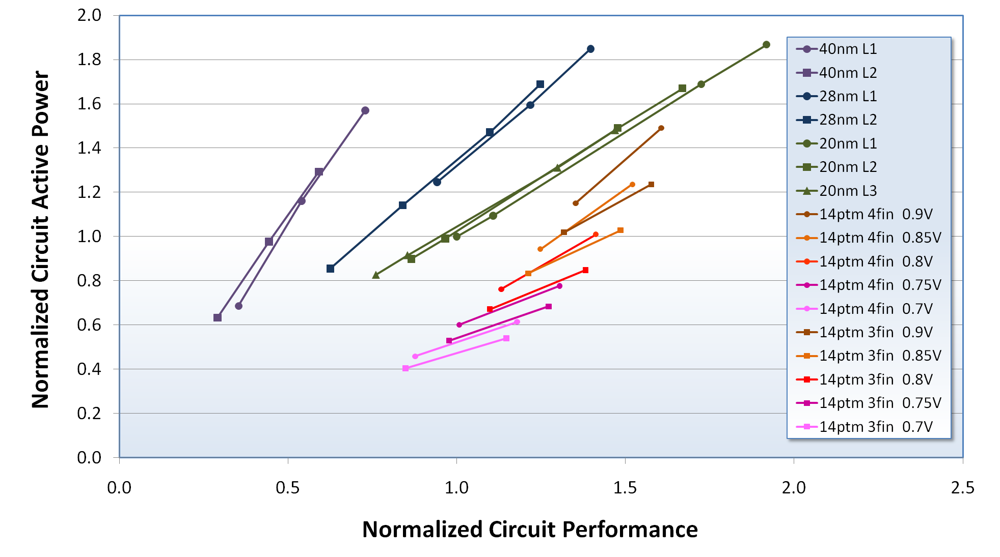 Normalized Circuit Active Power
2.0
1.8
1.6
1.4
1.2
1.0
0.8
0.6
0.4
0.2
0.0
0.0 0.5 1.0 1.5 2.0 2.5
Normalized Circuit Performance
40nm L1
40nm L2
28nm L1
28nm L2
20nm L1
20nm L2
20nm L3
14ptm 4fin 0.9V
14ptm 4fin 0.85V
14ptm 4fin 0.8V
14ptm 4fin 0.75V
14ptm 4fin 0.7V
14ptm 3fin 0.9V
14ptm 3fin 0.85V
14ptm 3fin 0.8V
14ptm 3fin 0.75V
14ptm 3fin 0.7V